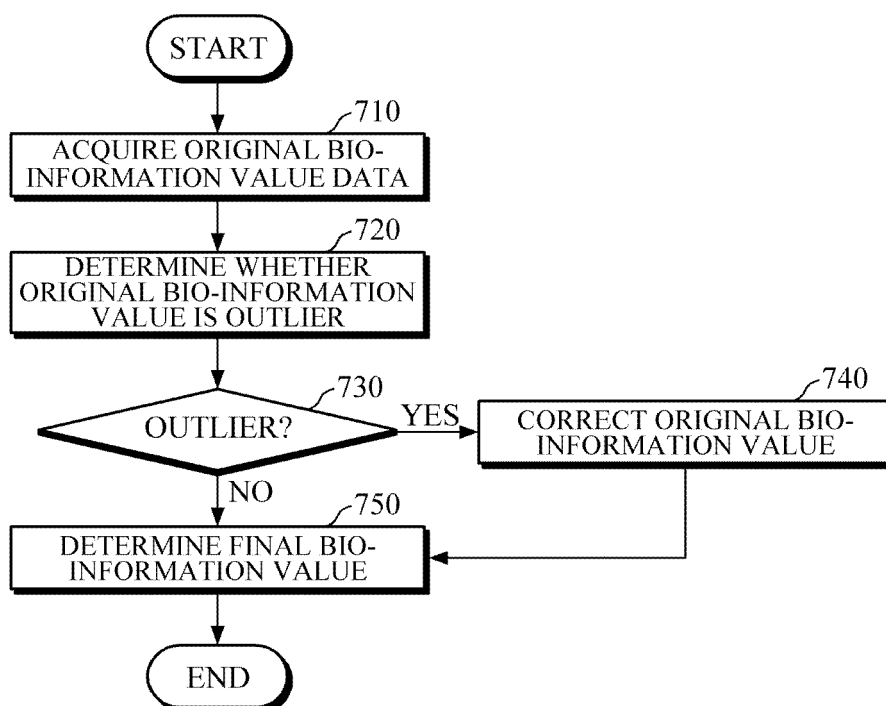 START
710
ACQUIRE ORIGINAL BIO-
INFORMATION VALUE DATA
720
DETERMINE WHETHER
ORIGINAL BIO-INFORMATION
VALUE IS OUTLIER
730
OUTLIER?
YES
740
CORRECT ORIGINAL BIO-
INFORMATION VALUE
NO
750
DETERMINE FINAL BIO-
INFORMATION VALUE
END